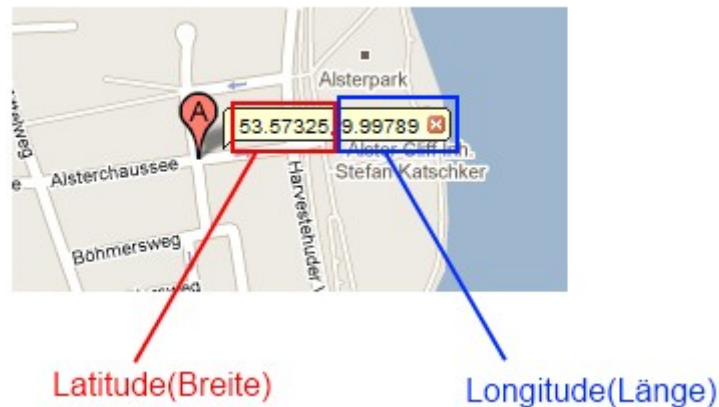 Alsterpark
A
53.57325, 9.99789
Alster Cliff Inh.
Stefan Katschker
Alsterchaussee
Harvestehuder
Böhmersweg
Latitude(Breite)
Longitude(Länge)